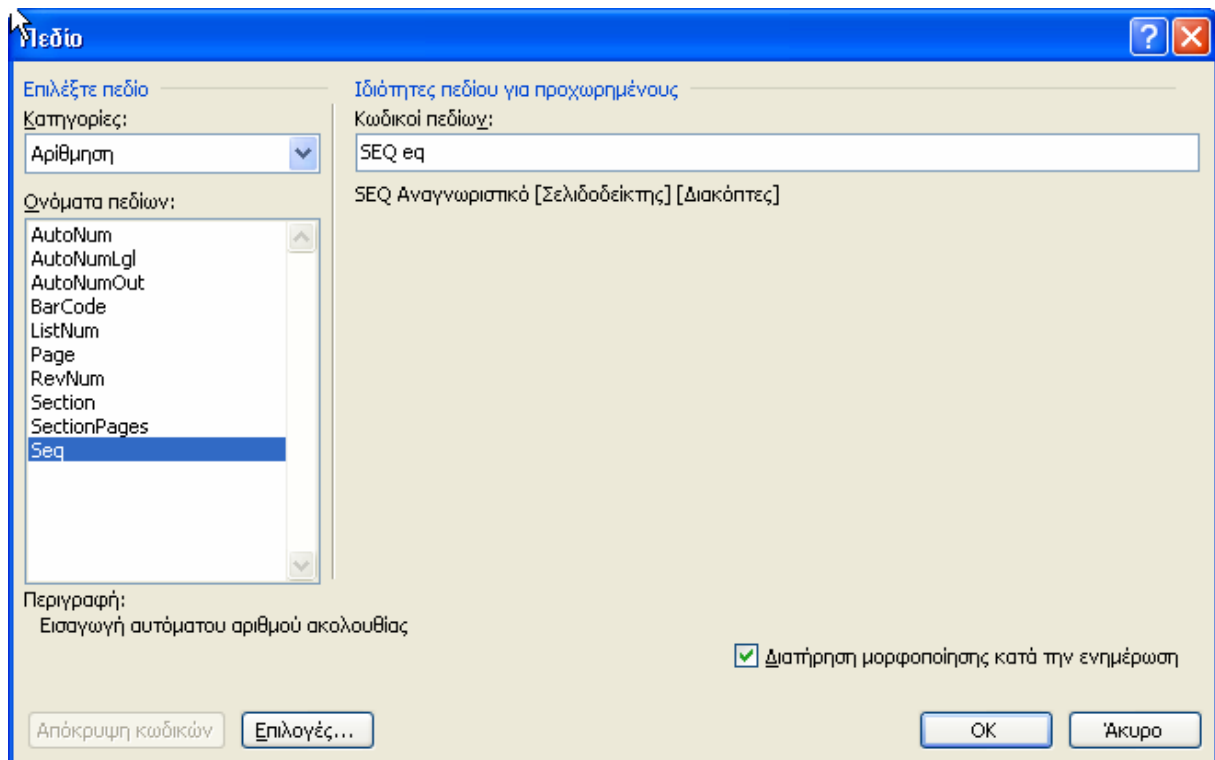 Πεδίο
Επιλέξτε πεδίο
Κατηγορίες:
Αρίθμηση
Ονόματα πεδίων:
AutoNum
AutoNumLgl
AutoNumOut
BarCode
ListNum
Page
RevNum
Section
SectionPages
Seq
Περιγραφή:
Εισαγωγή αυτόματου αριθμού ακολουθίας
Ιδιότητες πεδίου για προχωρημένους
Κωδικοί πεδίων:
SEQ eq
SEQ Αναγνωριστικό [Σελιδοδείκτης] [Διακόπτες]
Διατήρηση μορφοποίησης κατά την ενημέρωση
Απόκρυψη κωδικών
Επιλογές...
OK
Άκυρο